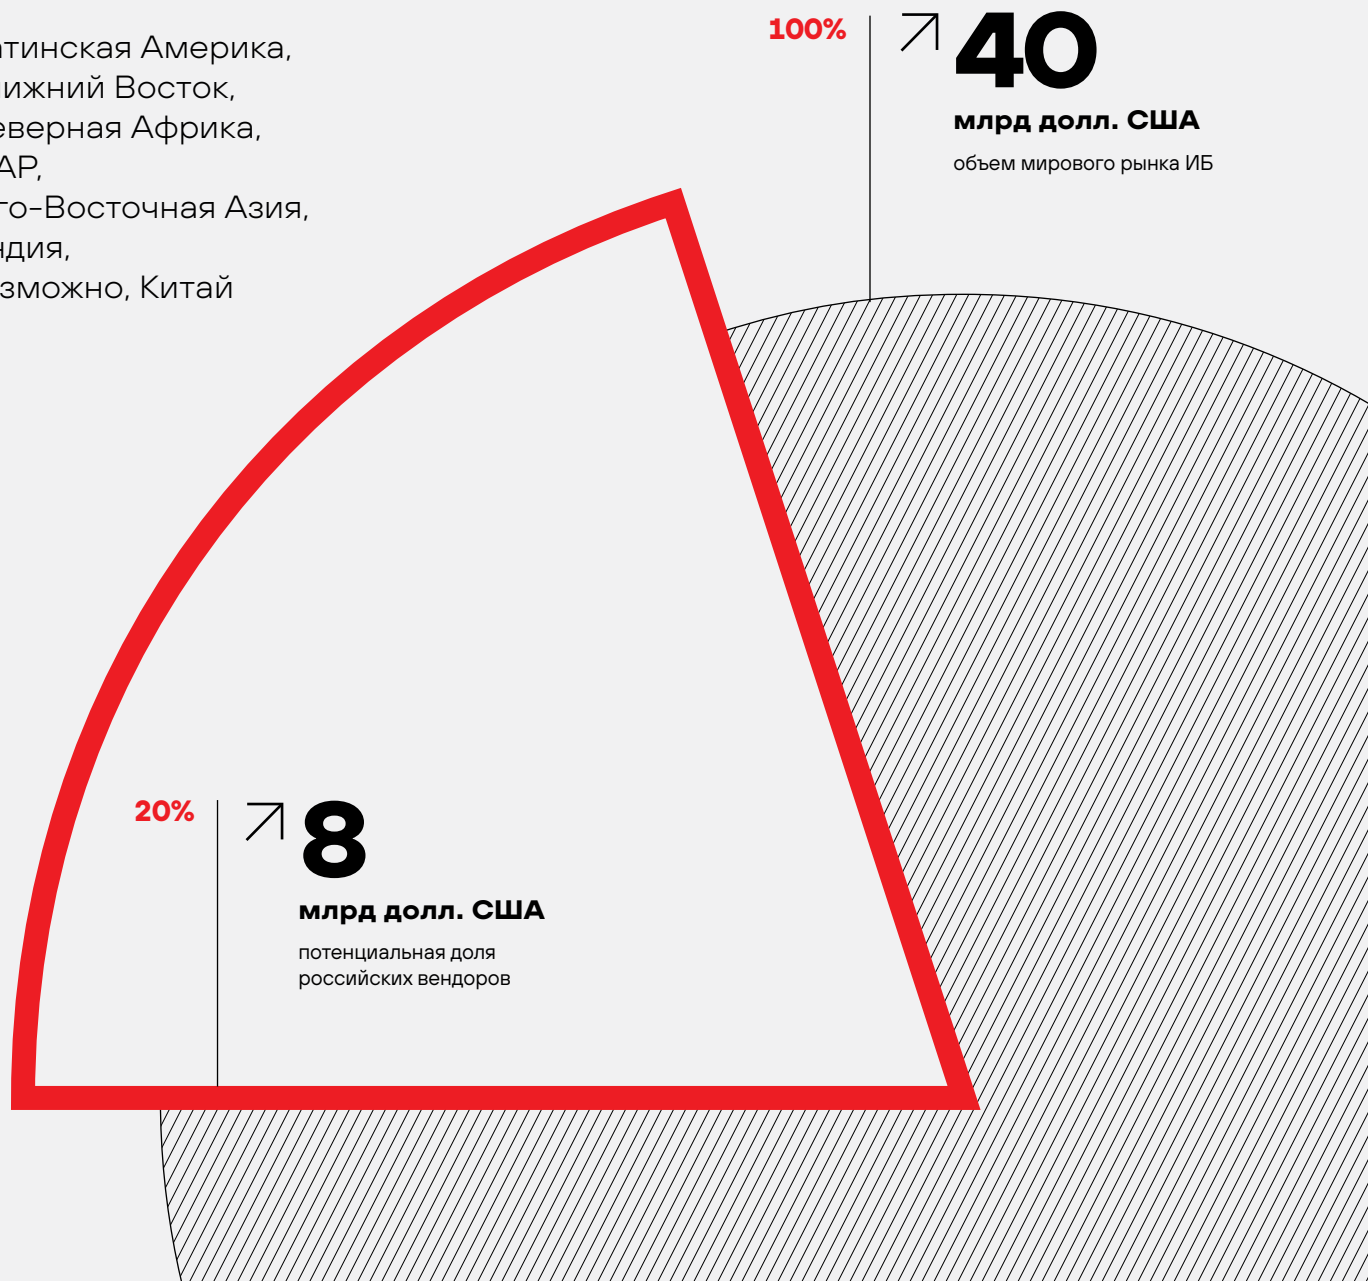 атинская Америка,
ижний Восток,
еверная Африка,
АР,
го-Восточная Азия,
ндия,
зможно, Китай
100%
40
млрд долл. США
объем мирового рынка ИБ
20%
8
млрд долл. США
потенциальная доля
российских вендоров